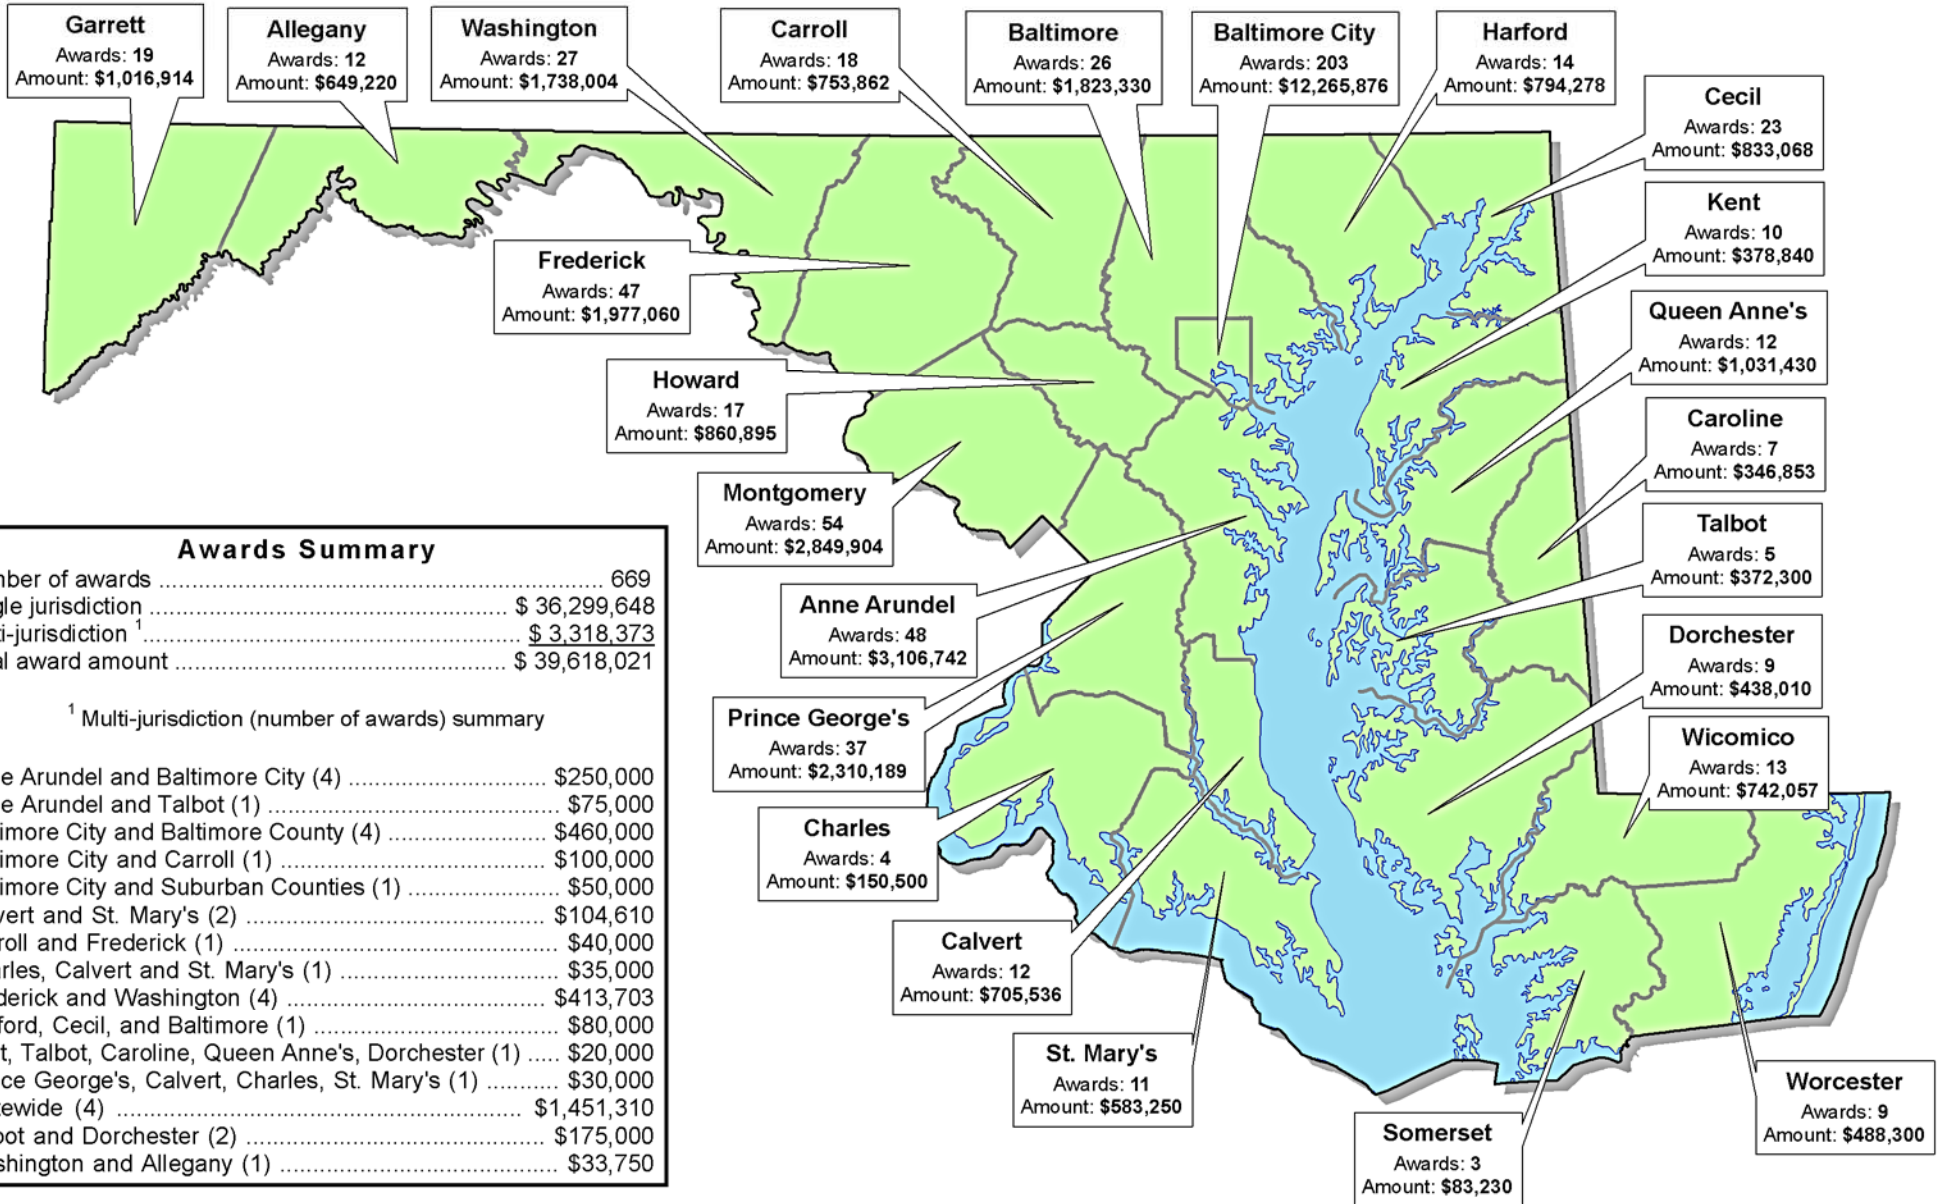 Garrett
Awards: 19
Amount: $1,016,914
Allegany
Awards: 12
Amount: $649,220
Washington
Awards: 27
Amount: $1,738,004
Carroll
Awards: 18
Amount: $753,862
Baltimore
Awards: 26
Amount: $1,823,330
Baltimore City
Awards: 203
Amount: $12,265,876
Harford
Awards: 14
Amount: $794,278
Cecil
Awards: 23
Amount: $833,068
Kent
Awards: 10
Amount: $378,840
Frederick
Awards: 47
Amount: $1,977,060
Queen Anne's
Awards: 12
Amount: $1,031,430
Howard
Awards: 17
Amount: $860,895
Caroline
Awards: 7
Amount: $346,853
Montgomery
Awards: 54
Amount: $2,849,904
Talbot
Awards: 5
Amount: $372,300
Anne Arundel
Awards: 48
Amount: $3,106,742
Dorchester
Awards: 9
Amount: $438,010
Prince George's
Awards: 37
Amount: $2,310,189
Wicomico
Awards: 13
Amount: $742,057
Charles
Awards: 4
Amount: $150,500
Calvert
Awards: 12
Amount: $705,536
St. Mary's
Awards: 11
Amount: $583,250
Worcester
Awards: 9
Amount: $488,300
Somerset
Awards: 3
Amount: $83,230
Awards Summary
nber of awards ........ 669
gle jurisdiction ........ $ 36,299,648
ti-jurisdiction 1........ $ 3,318,373
al award amount ........ $ 39,618,021
1 Multi-jurisdiction (number of awards) summary
e Arundel and Baltimore City (4) ........ $250,000
e Arundel and Talbot (1) ........ $75,000
timore City and Baltimore County (4) ........ $460,000
timore City and Carroll (1) ........ $100,000
timore City and Suburban Counties (1) ........ $50,000
vert and St. Mary's (2) ........ $104,610
roll and Frederick (1) ........ $40,000
rles, Calvert and St. Mary's (1) ........ $35,000
derick and Washington (4) ........ $413,703
ford, Cecil, and Baltimore (1) ........ $80,000
t, Talbot, Caroline, Queen Anne's, Dorchester (1) ..... $20,000
ce George's, Calvert, Charles, St. Mary's (1) ........ $30,000
tewide (4) ........ $1,451,310
bot and Dorchester (2) ........ $175,000
shington and Allegany (1) ........ $33,750